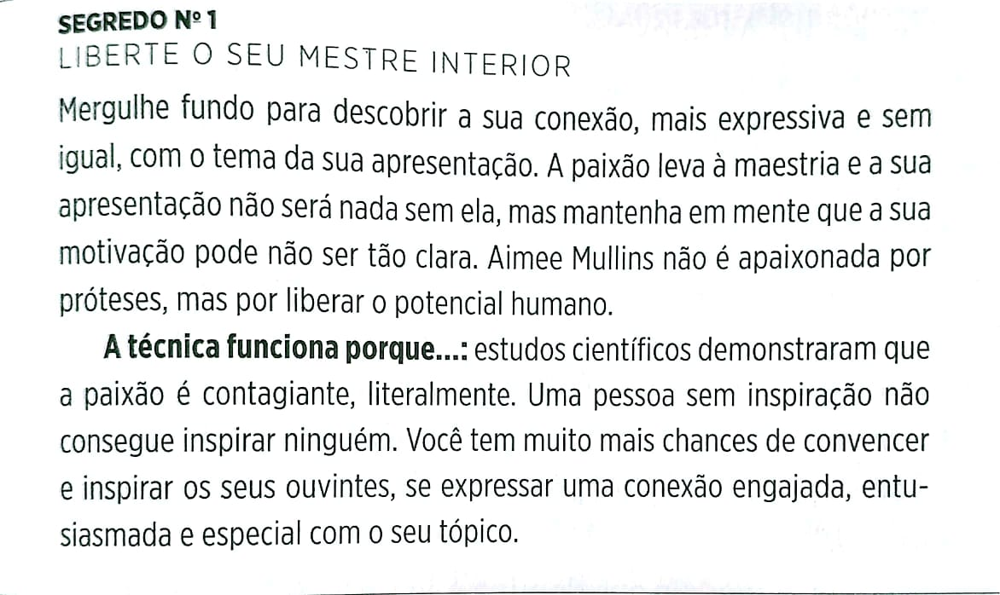 SEGREDO Nº 1
LIBERTE O SEU MESTRE INTERIOR
Mergulhe fundo para descobrir a sua conexão, mais expressiva e sem
igual, com o tema da sua apresentação. A paixão leva à maestria e a sua
apresentação não será nada sem ela, mas mantenha em mente que a sua
motivação pode não ser tão clara. Aimee Mullins não é apaixonada por
próteses, mas por liberar o potencial humano.
A técnica funciona porque...: estudos científicos demonstraram que
a paixão é contagiante, literalmente. Uma pessoa sem inspiração não
consegue inspirar ninguém. Você tem muito mais chances de convencer
e inspirar os seus ouvintes, se expressar uma conexão engajada, entu-
siasmada e especial com o seu tópico.